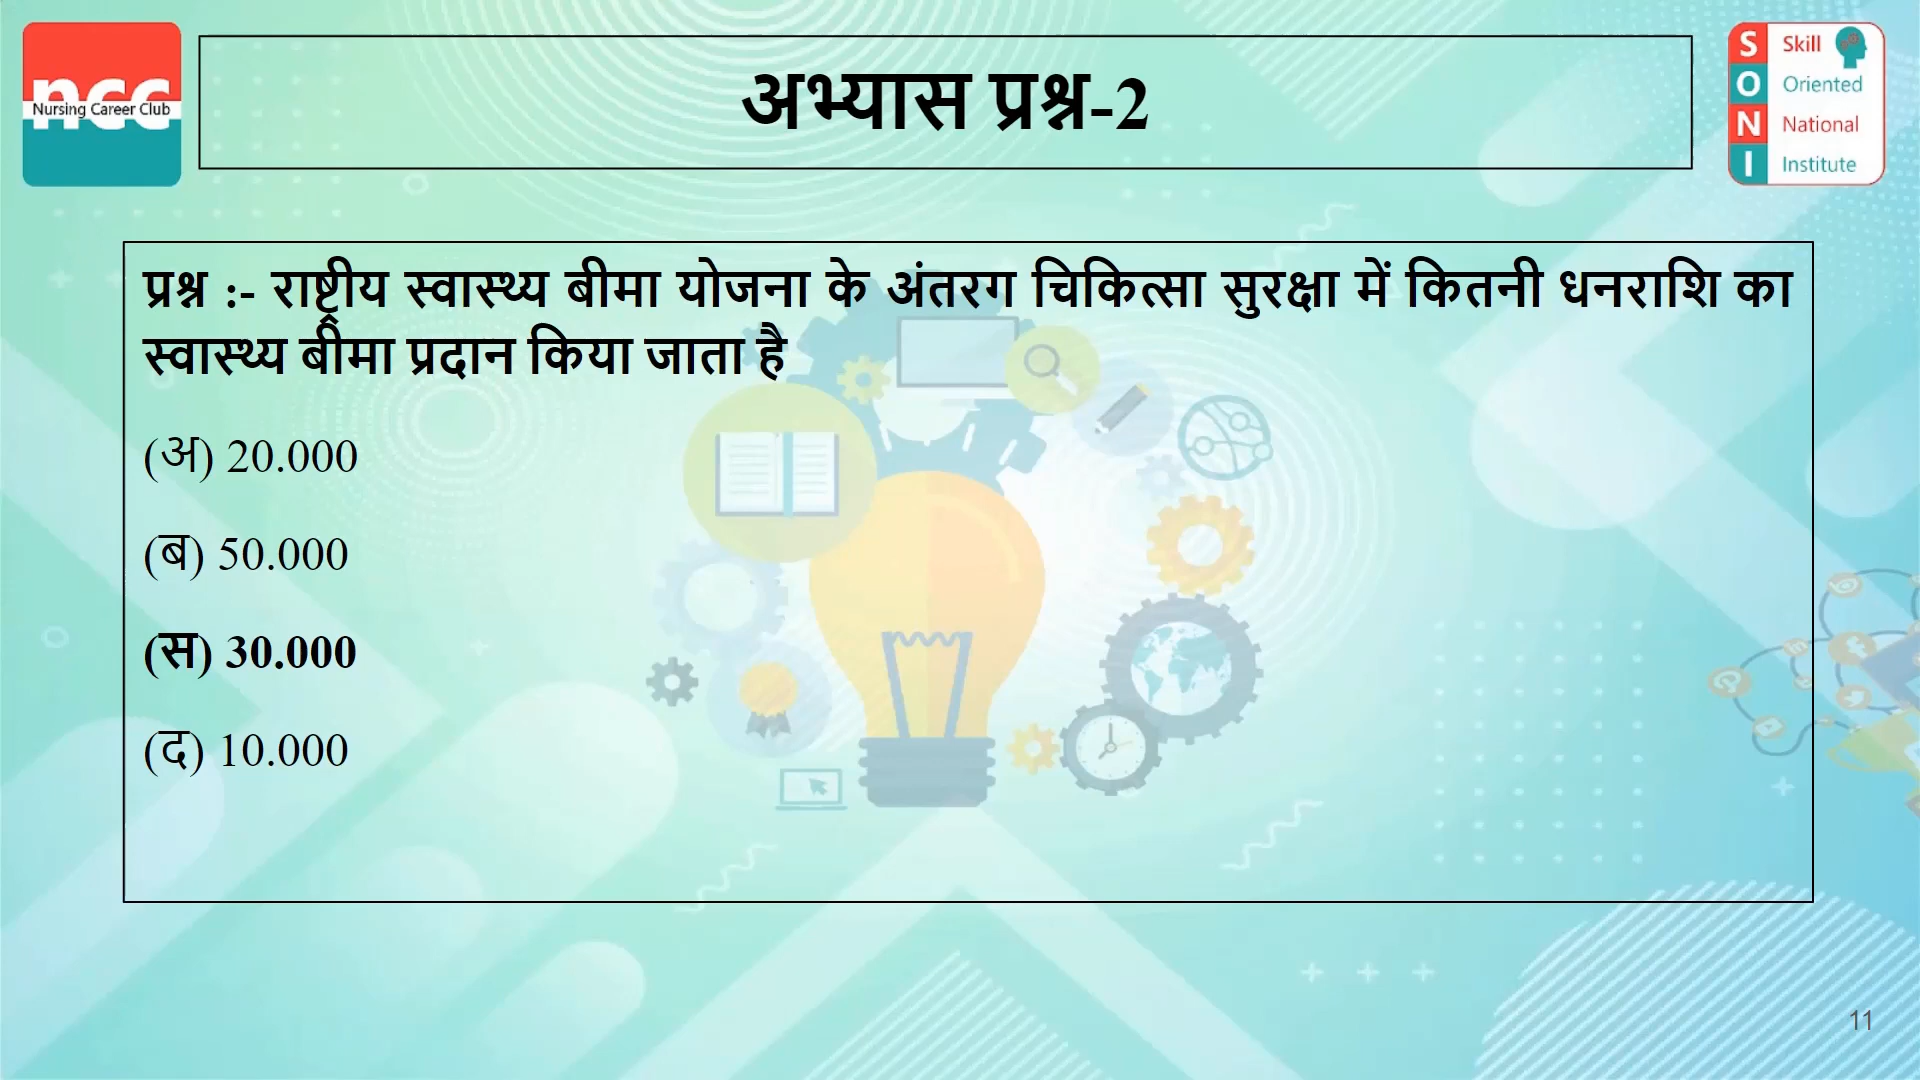 ncc
Nursing Career Club
अभ्यास प्रश्न-2
S Skill
O Oriented
N National
I Institute
प्रश्न :- राष्ट्रीय स्वास्थ्य बीमा योजना के अंतरग चिकित्सा सुरक्षा में कितनी धनराशि का
स्वास्थ्य बीमा प्रदान किया जाता है
(अ) 20.000
(ब) 50.000
(स) 30.000
(द) 10.000
11